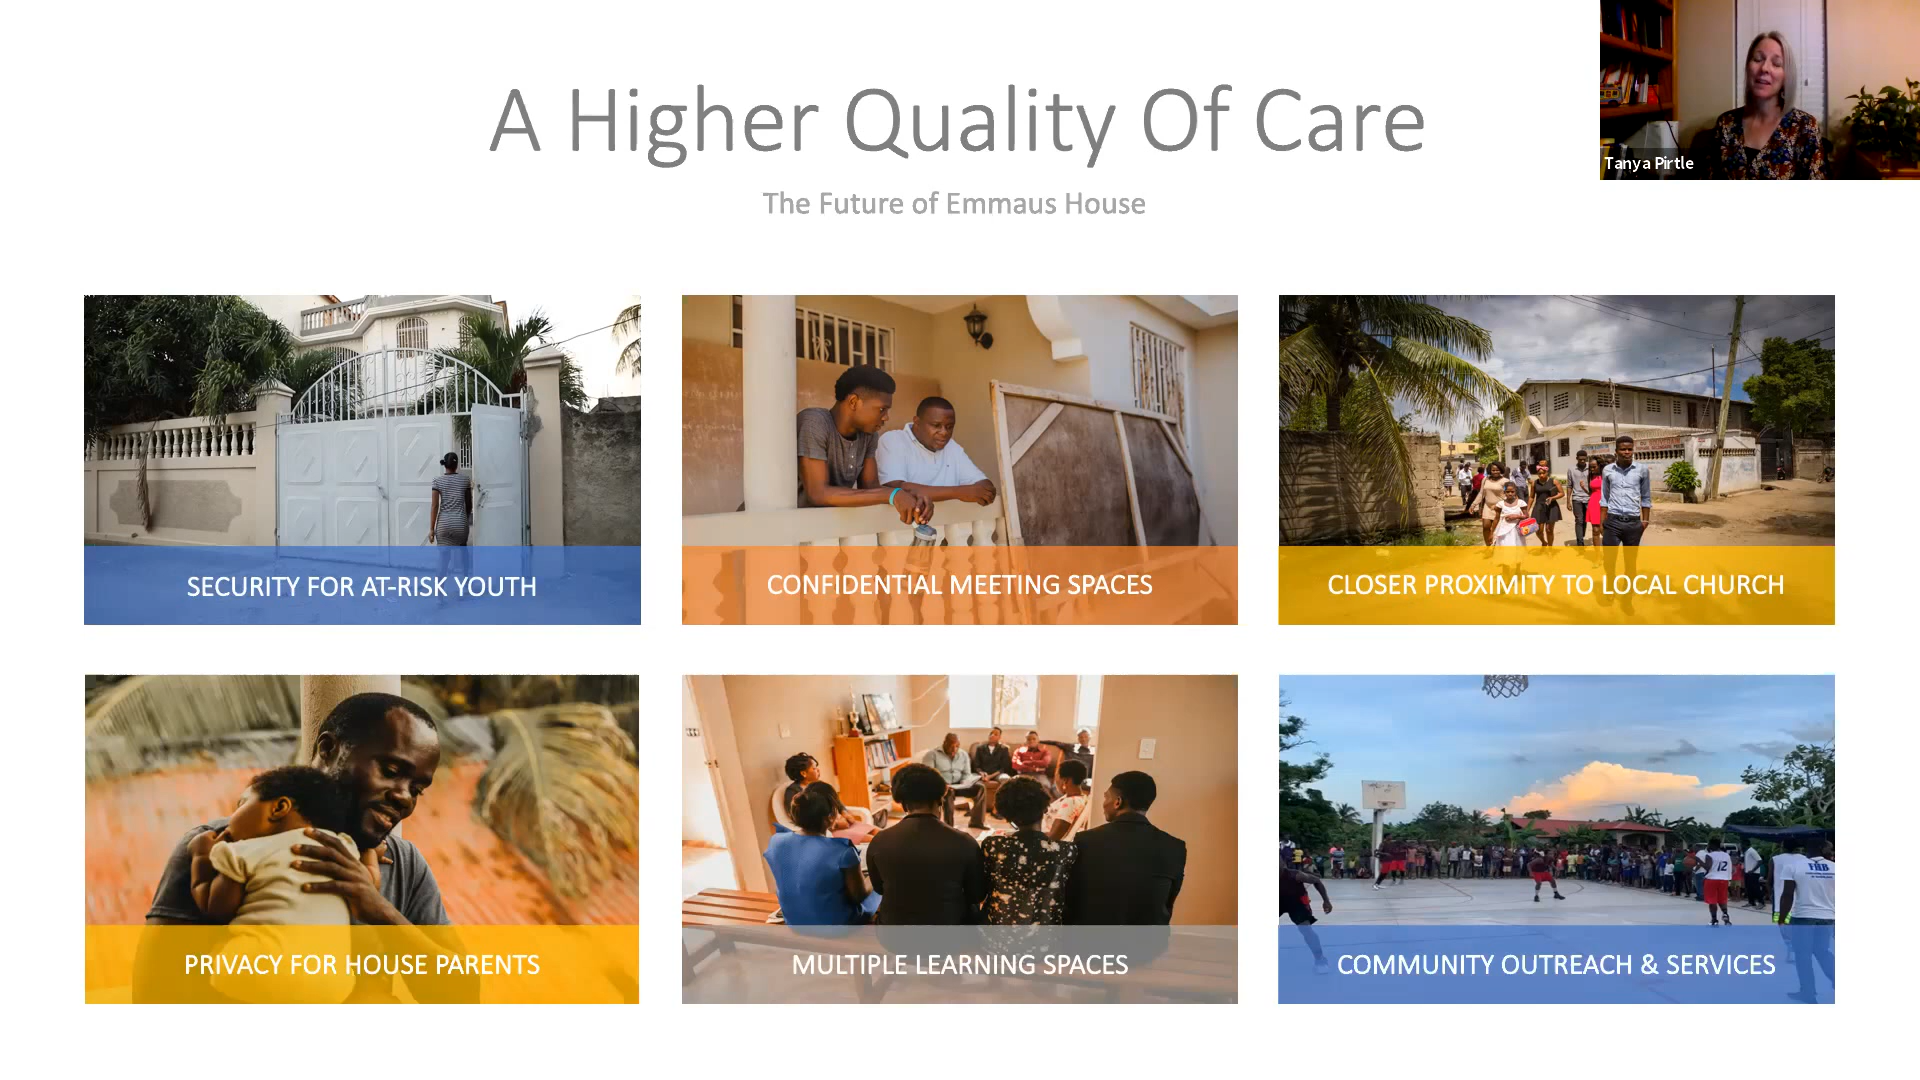 A Higher Quality Of Care
The Future of Emmaus House
Tanya Pirtle
SECURITY FOR AT-RISK YOUTH
CONFIDENTIAL MEETING SPACES
CLOSER PROXIMITY TO LOCAL CHURCH
PRIVACY FOR HOUSE PARENTS
MULTIPLE LEARNING SPACES
12
COMMUNITY OUTREACH & SERVICES